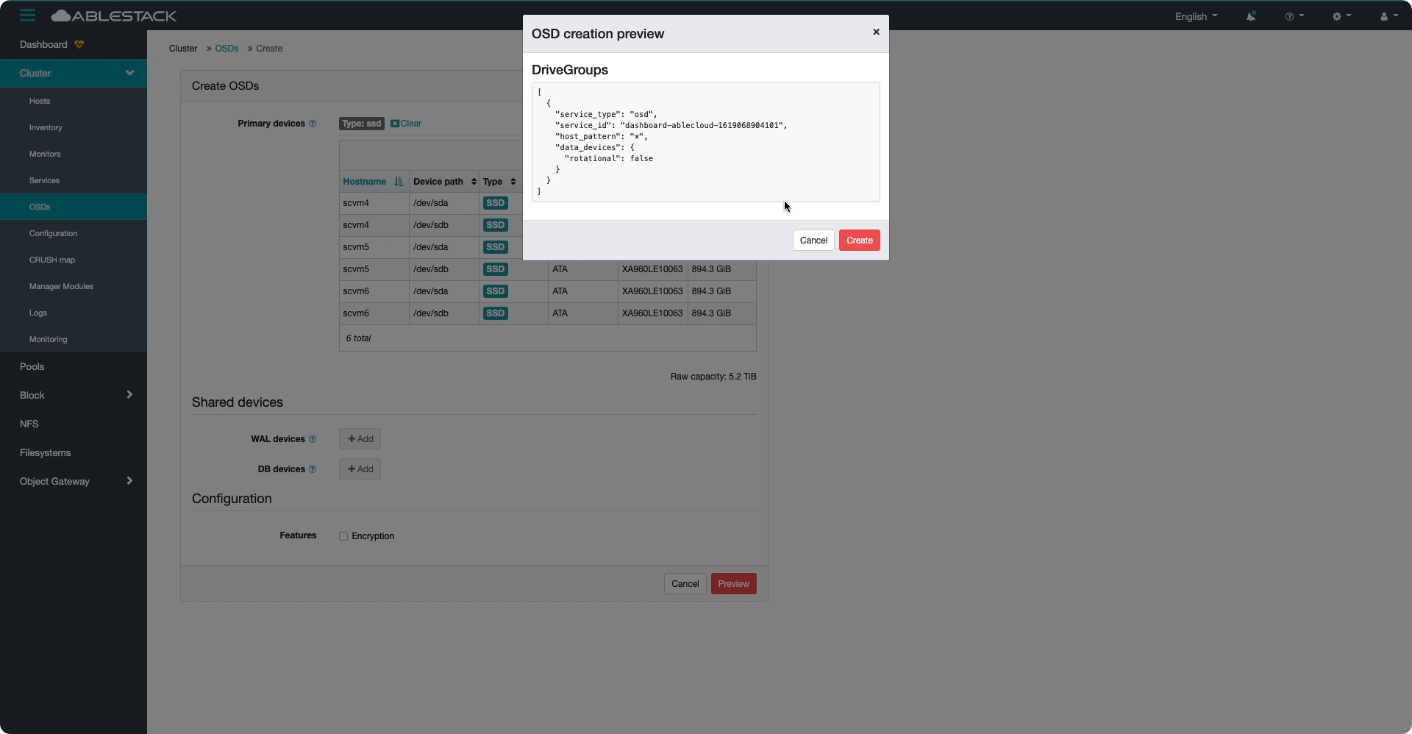 ABLESTACK
English
Dashboard
Cluster
Hosts
Inventory
Monitors
Services
OSDs
Configuration
CRUSH map
Manager Modules
Logs
Monitoring
Pools
Block
NFS
Filesystems
Object Gateway
Cluster » OSDs » Create
Create OSDs
Primary devices
Type: ssd
Clear
Hostname Device path Type
scvm4 /dev/sda SSD
scvm4 /dev/sdb SSD
scvm5 /dev/sda SSD
scvm5 /dev/sdb SSD ATA XA960LE10063 894.3 GiB
scvm6 /dev/sda SSD ATA XA960LE10063 894.3 GiB
scvm6 /dev/sdb SSD ATA XA960LE10063 894.3 GiB
6 total
Raw capacity: 5.2 TiB
Shared devices
WAL devices
+ Add
DB devices
+ Add
Configuration
Features
Encryption
Cancel
Preview
OSD creation preview
×
DriveGroups
[
{
"service_type": "osd",
"service_id": "dashboard-ablecloud-1619068904101",
"host_pattern": "*",
"data_devices": {
"rotational": false
}
}
]
Cancel
Create